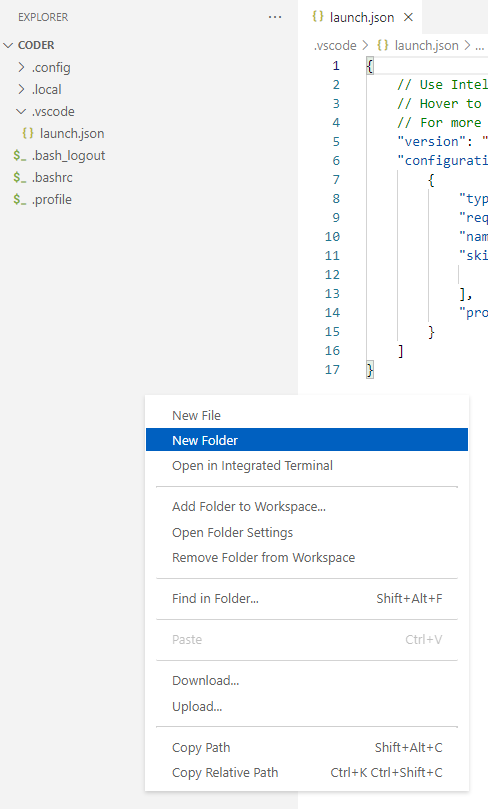 EXPLORER
CODER
.config
.local
.vscode
{} launch.json
$_ .bash_logout
$_ .bashrc
$_ .profile
{} launch.json ×
.vscode > {} launch.json > ...
1 {
2 // Use Intel
3 // Hover to
4 // For more
5 "version": "
6 "configurati
7 {
8 "typ
9 "req
10 "nam
11 "ski
12
13 ],
14 "pro
15 }
16 ]
17 }
New File
New Folder
Open in Integrated Terminal
Add Folder to Workspace...
Open Folder Settings
Remove Folder from Workspace
Find in Folder... Shift+Alt+F
Paste Ctrl+V
Download...
Upload...
Copy Path Shift+Alt+C
Copy Relative Path Ctrl+K Ctrl+Shift+C